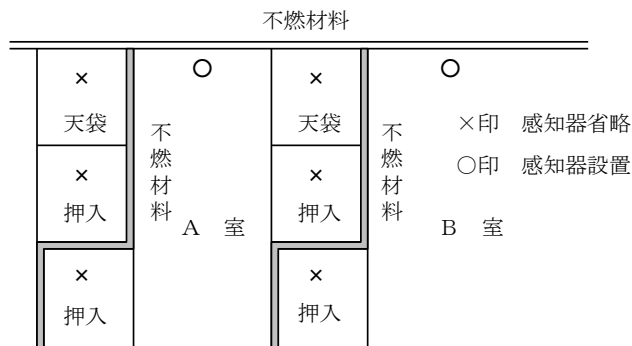 不燃材料
×
天袋
×
押入
×
押入
不燃材料
A 室
×
天袋
×
押入
×
押入
不燃材料
B 室
×印 感知器省略
○印 感知器設置